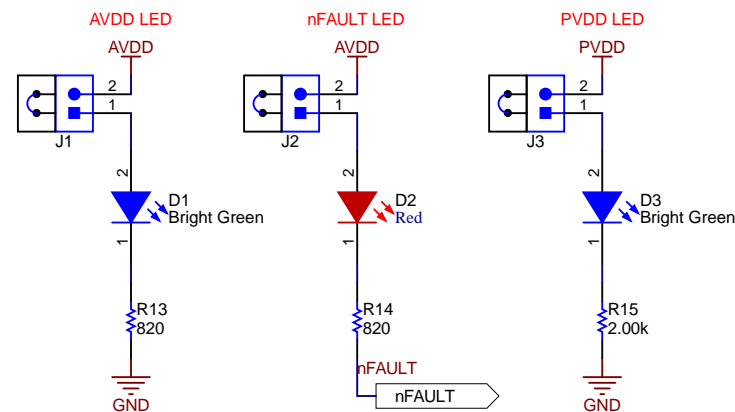 AVDD LED
AVDD
2
1
J1
2
D1
Bright Green
1
R13
820
GND
nFAULT LED
AVDD
2
1
J2
2
D2
Red
1
R14
820
nFAULT
nFAULT
PVDD LED
PVDD
2
1
J3
2
D3
Bright Green
1
R15
2.00k
GND